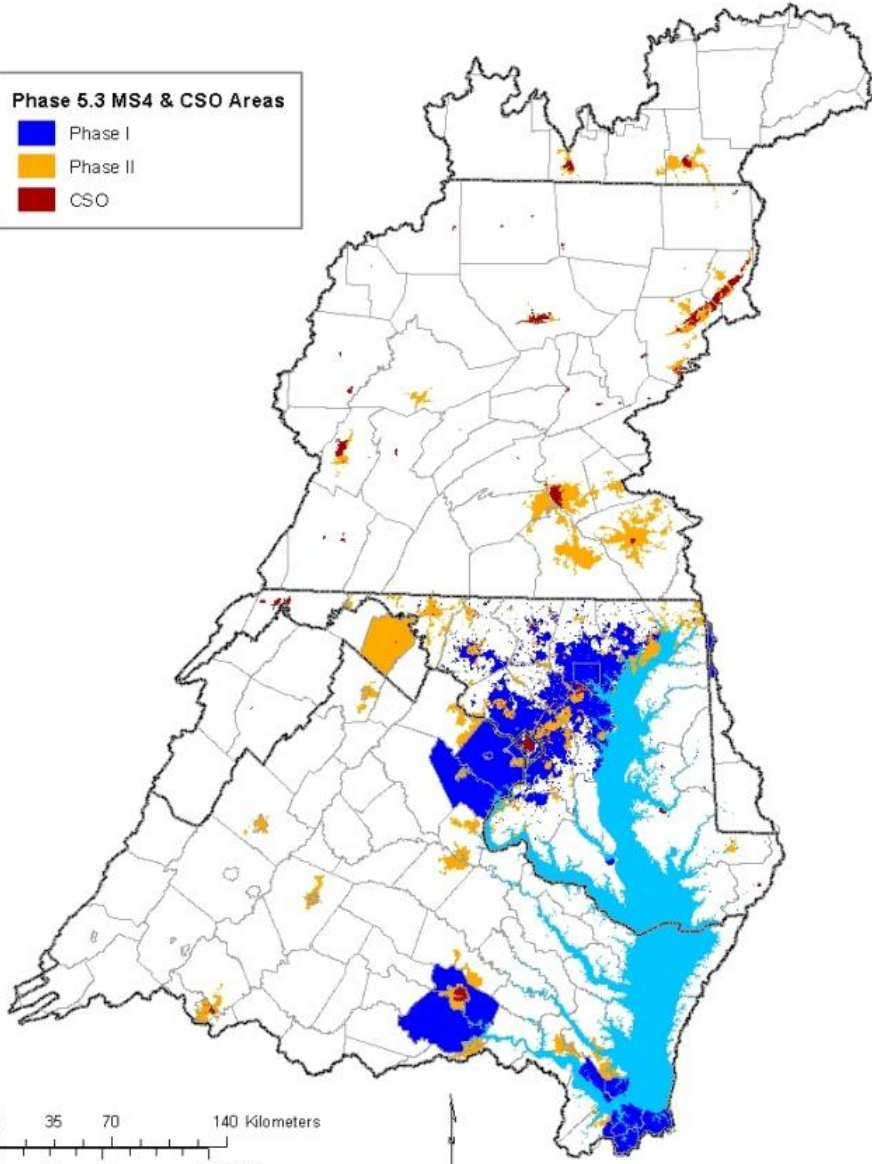 Phase 5.3 MS4 & CSO Areas
Phase I
Phase II
CSO
35 70 140 Kilometers
N